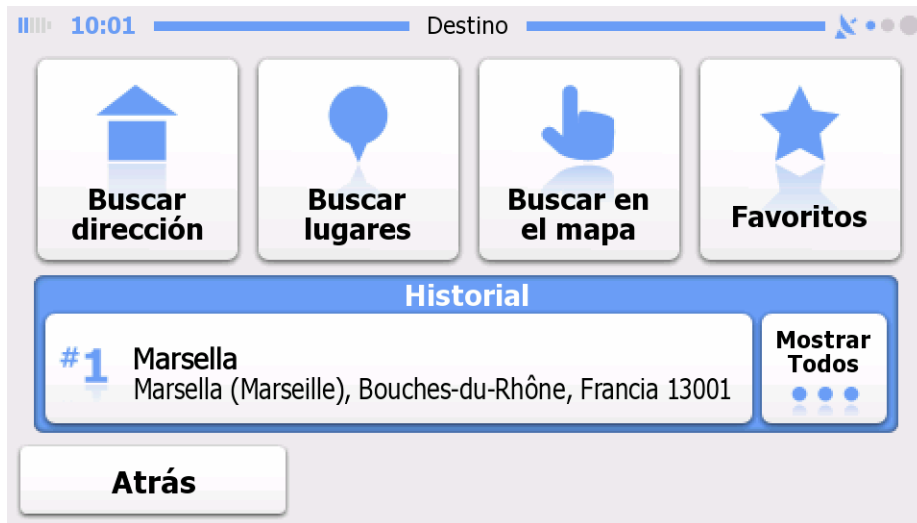 10:01 Destino
Buscar
dirección
Buscar
lugares
Buscar en
el mapa
Favoritos
Historial
#1 Marsella
Marsella (Marseille), Bouches-du-Rhône, Francia 13001
Mostrar
Todos
Atrás